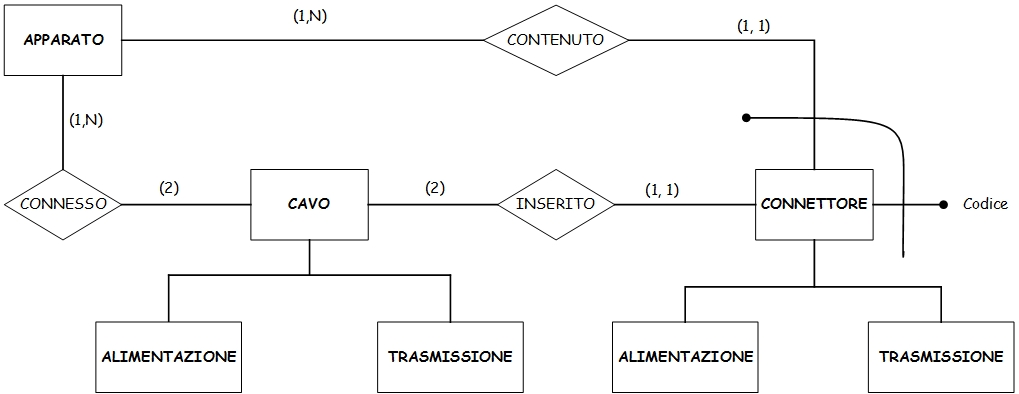 (1,N)
(1, 1)
APPARATO
CONTENUTO
(1,N)
(2)
(2)
(1, 1)
CONNESSO
CAVO
INSERITO
CONNETTORE
Codice
ALIMENTAZIONE
TRASMISSIONE
ALIMENTAZIONE
TRASMISSIONE